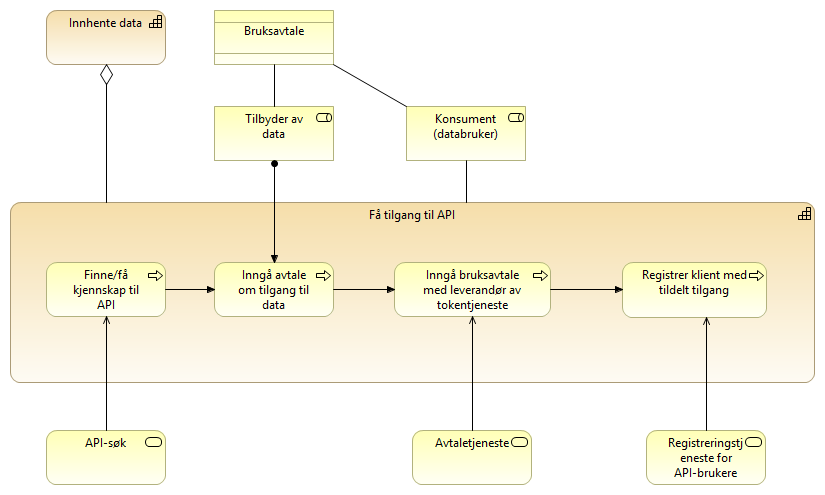 Innhente data
Bruksavtale
Tilbyder av
data
Konsument
(databruker)
Få tilgang til API
Finne/få
kjennskap til
API
Inngå avtale
om tilgang til
data
Inngå bruksavtale
med leverandør av
tokentjeneste
Registrer klient med
tildelt tilgang
API-søk
Avtaletjeneste
Registreringstj
eneste for
API-brukere